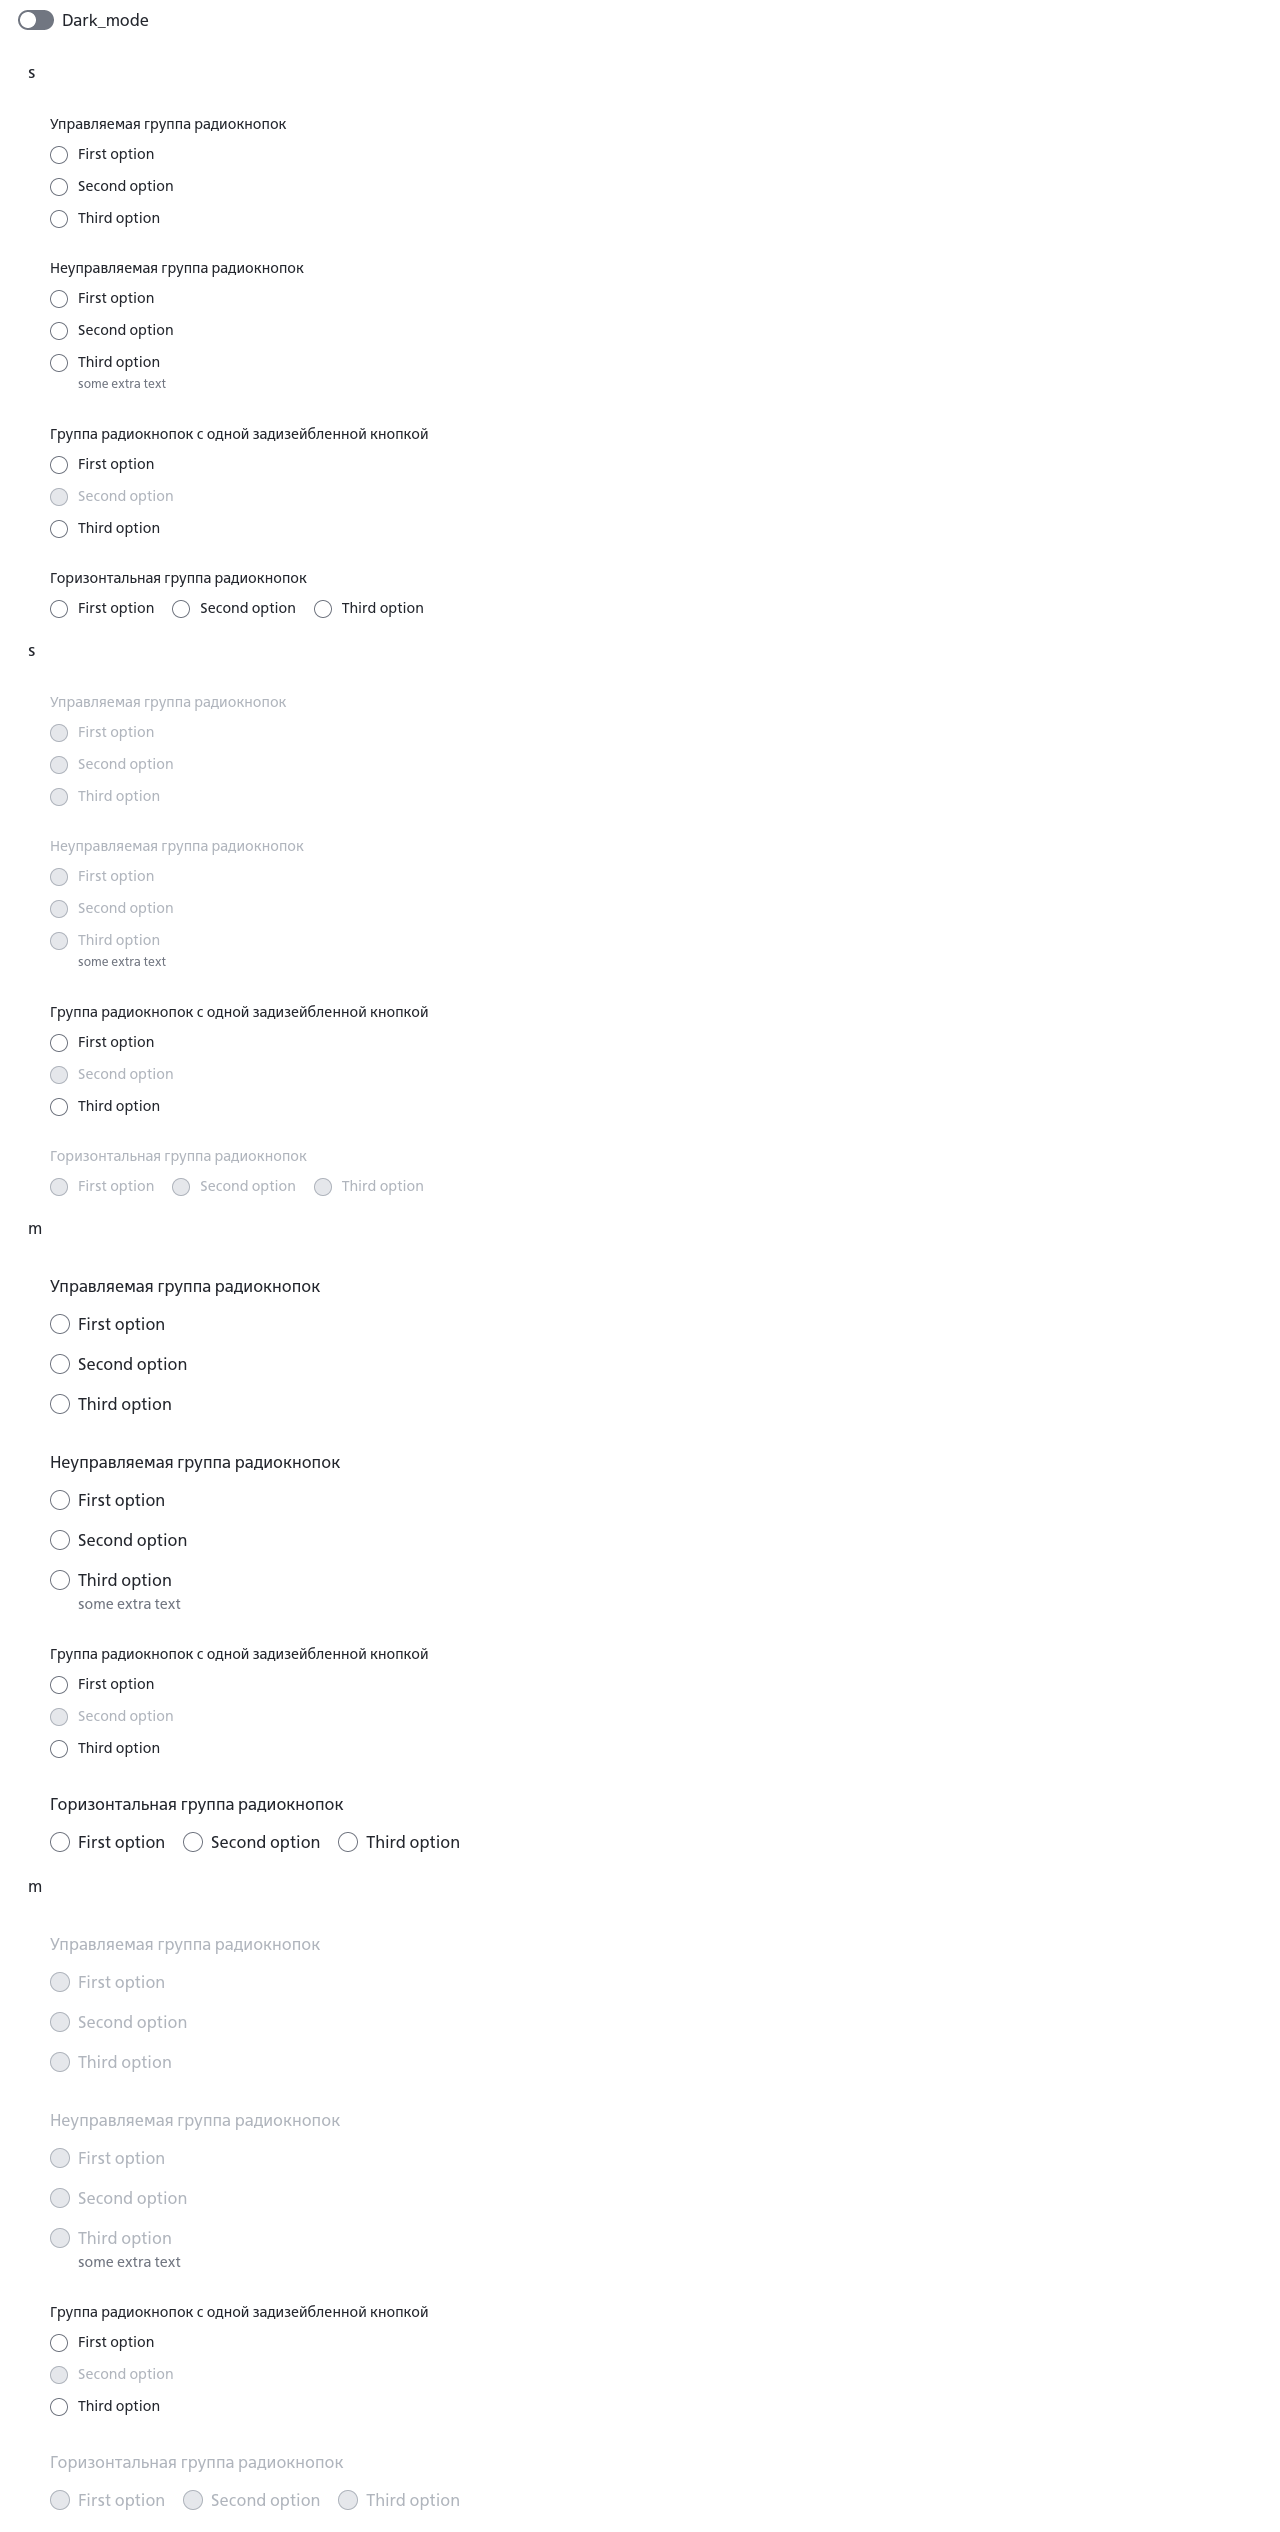 Dark_mode
s
Управляемая группа радиокнопок
First option
Second option
Third option
Неуправляемая группа радиокнопок
First option
Second option
Third option
some extra text
Группа радиокнопок с одной задизейбленной кнопкой
First option
Second option
Third option
Горизонтальная группа радиокнопок
First option Second option Third option
s
Управляемая группа радиокнопок
First option
Second option
Third option
Неуправляемая группа радиокнопок
First option
Second option
Third option
some extra text
Группа радиокнопок с одной задизейбленной кнопкой
First option
Second option
Third option
Горизонтальная группа радиокнопок
First option Second option Third option
m
Управляемая группа радиокнопок
First option
Second option
Third option
Неуправляемая группа радиокнопок
First option
Second option
Third option
some extra text
Группа радиокнопок с одной задизейбленной кнопкой
First option
Second option
Third option
Горизонтальная группа радиокнопок
First option Second option Third option
m
Управляемая группа радиокнопок
First option
Second option
Third option
Неуправляемая группа радиокнопок
First option
Second option
Third option
some extra text
Группа радиокнопок с одной задизейбленной кнопкой
First option
Second option
Third option
Горизонтальная группа радиокнопок
First option Second option Third option